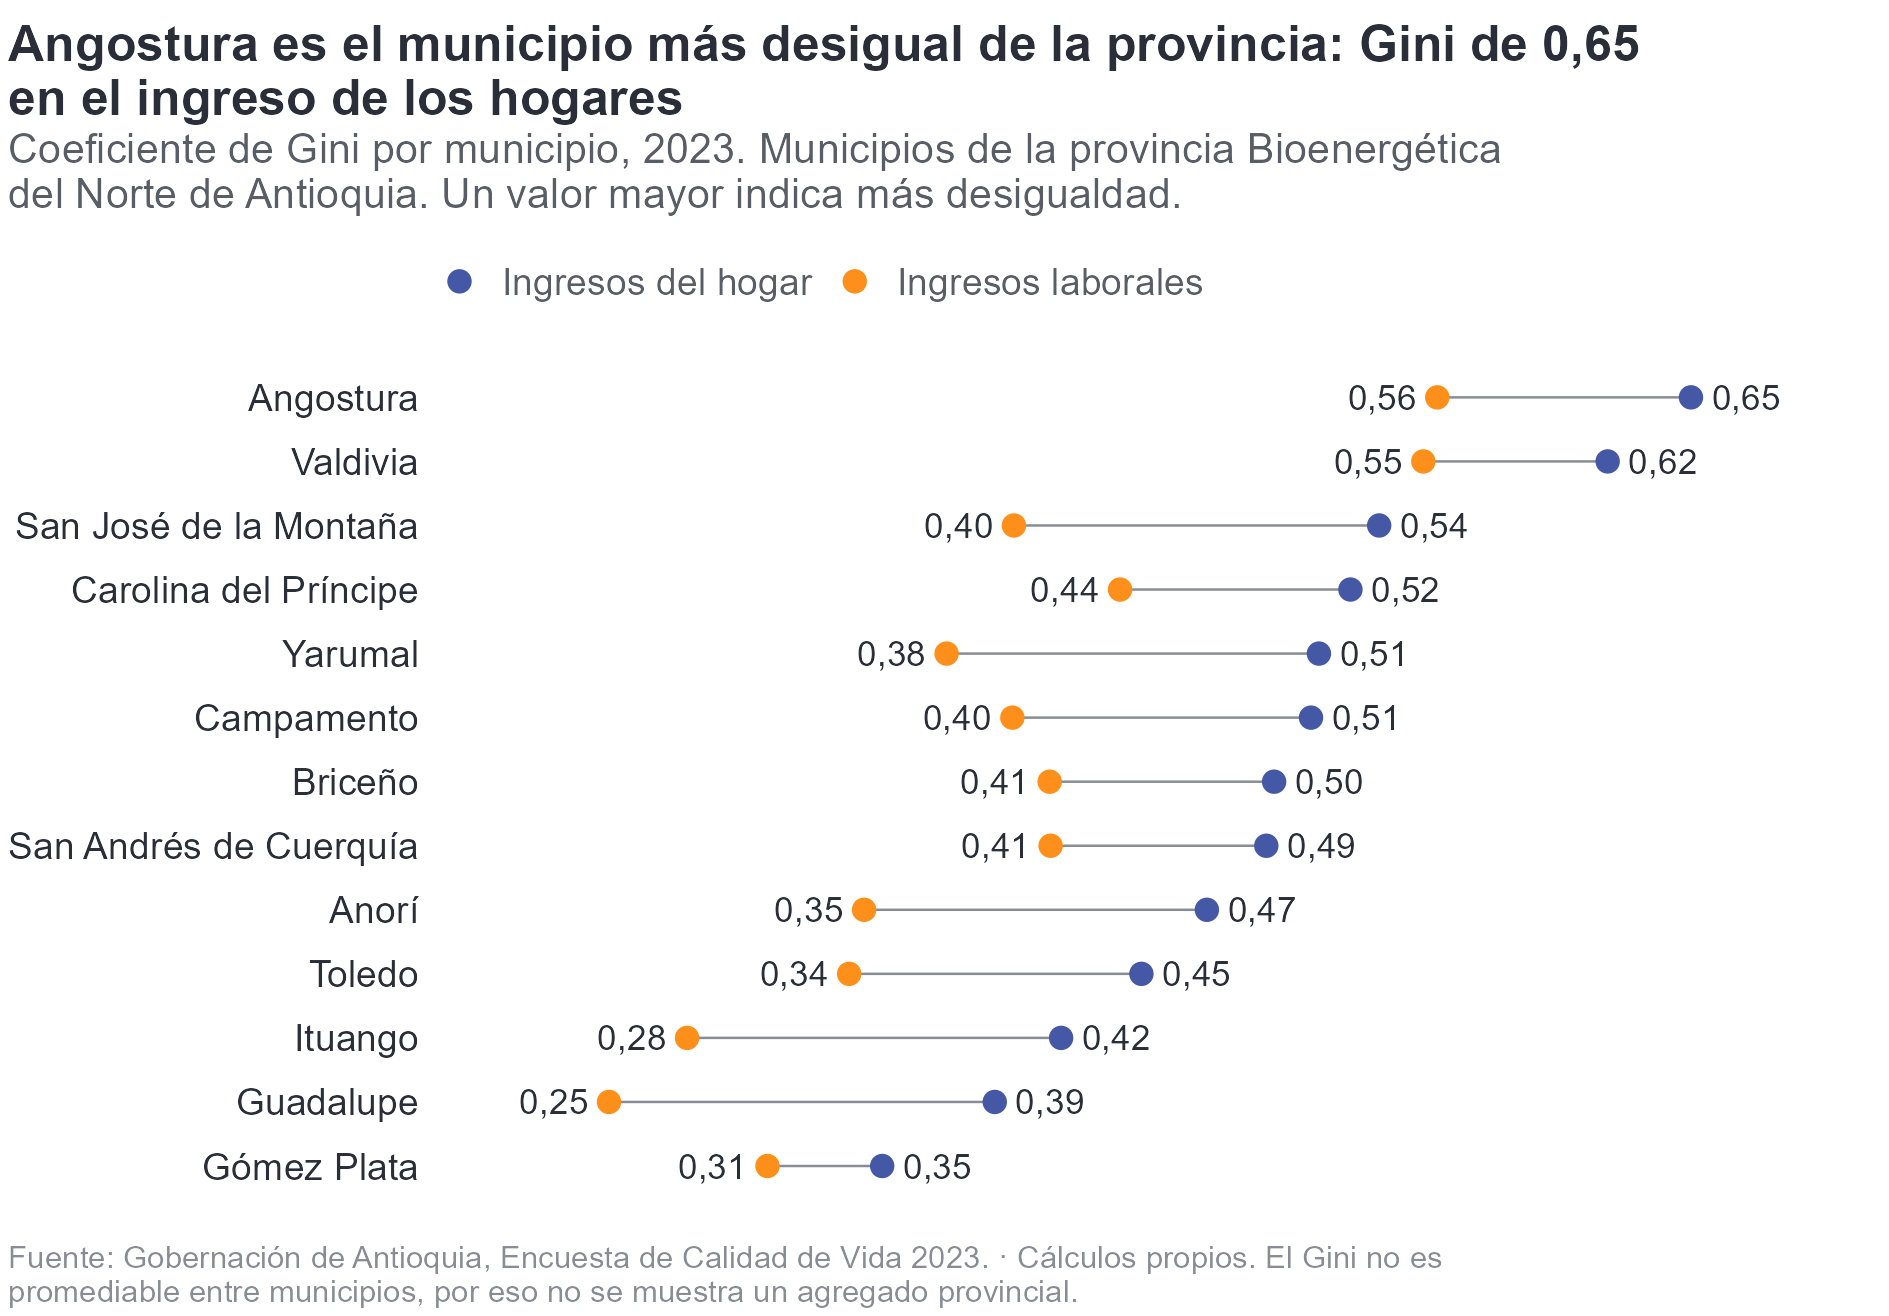 Angostura es el municipio más desigual de la provincia: Gini de 0,65
en el ingreso de los hogares
Coeficiente de Gini por municipio, 2023. Municipios de la provincia Bioenergética
del Norte de Antioquia. Un valor mayor indica más desigualdad.
Ingresos del hogar Ingresos laborales
Angostura 0,56 0,65
Valdivia 0,55 0,62
San José de la Montaña 0,40 0,54
Carolina del Príncipe 0,44 0,52
Yarumal 0,38 0,51
Campamento 0,40 0,51
Briceño 0,41 0,50
San Andrés de Cuerquía 0,41 0,49
Anorí 0,35 0,47
Toledo 0,34 0,45
Ituango 0,28 0,42
Guadalupe 0,25 0,39
Gómez Plata 0,31 0,35
Fuente: Gobernación de Antioquia, Encuesta de Calidad de Vida 2023. · Cálculos propios. El Gini no es
promediable entre municipios, por eso no se muestra un agregado provincial.